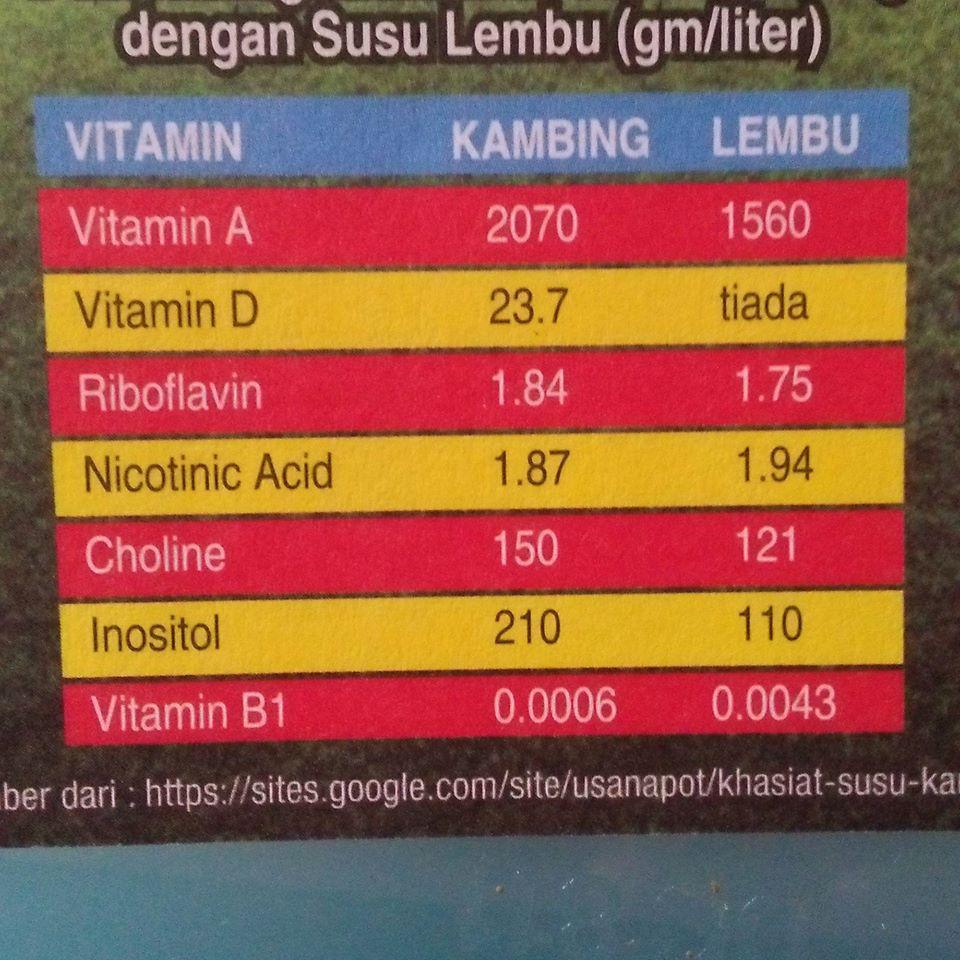 dengan Susu Lembu (gm/liter)
VITAMIN KAMBING LEMBU
Vitamin A 2070 1560
Vitamin D 23.7 tiada
Riboflavin 1.84 1.75
Nicotinic Acid 1.87 1.94
Choline 150 121
Inositol 210 110
Vitamin B1 0.0006 0.0043
dari : https://sites.google.com/site/usanapot/khasiat-susu-ka